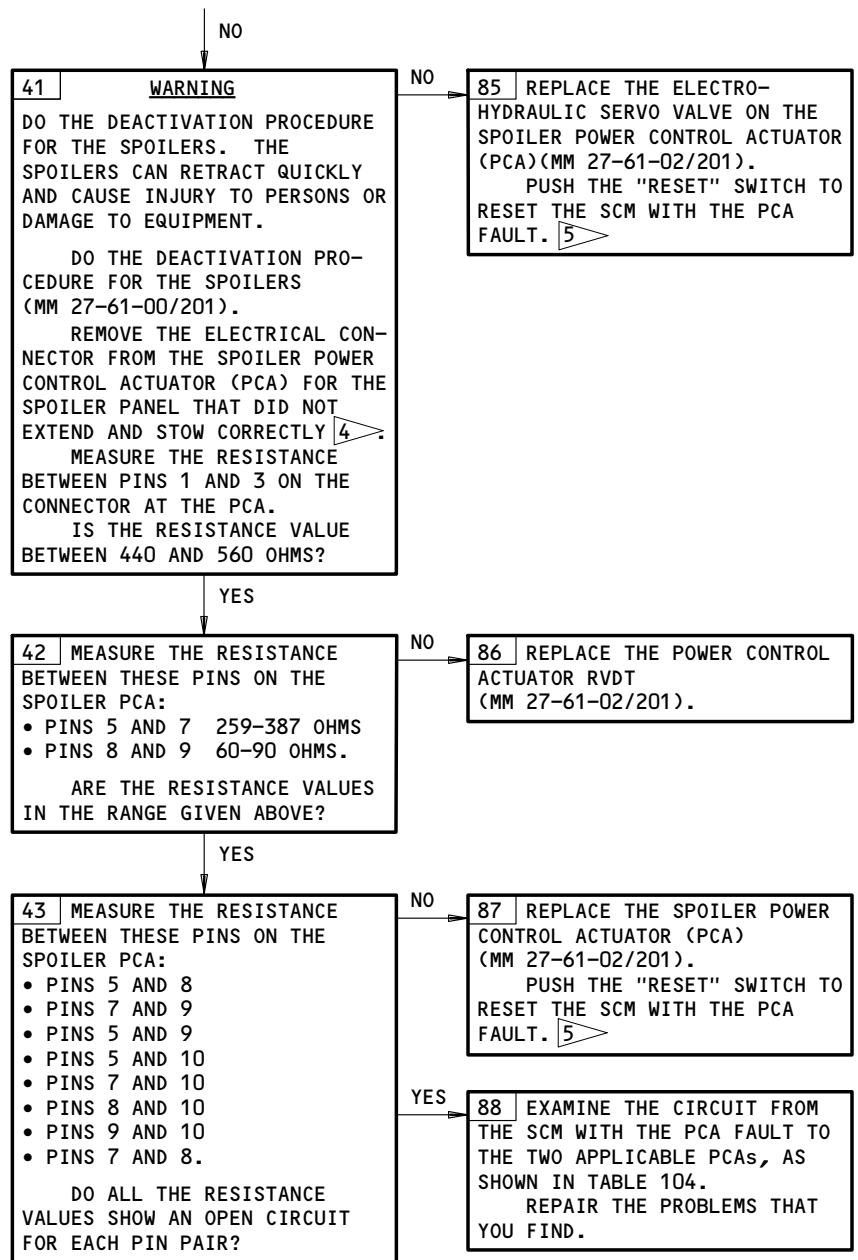 NO
41 WARNING
DO THE DEACTIVATION PROCEDURE
FOR THE SPOILERS. THE
SPOILERS CAN RETRACT QUICKLY
AND CAUSE INJURY TO PERSONS OR
DAMAGE TO EQUIPMENT.
DO THE DEACTIVATION PRO-
CEDURE FOR THE SPOILERS
(MM 27-61-00/201).
REMOVE THE ELECTRICAL CON-
NECTOR FROM THE SPOILER POWER
CONTROL ACTUATOR (PCA) FOR THE
SPOILER PANEL THAT DID NOT
EXTEND AND STOW CORRECTLY 4.
MEASURE THE RESISTANCE
BETWEEN PINS 1 AND 3 ON THE
CONNECTOR AT THE PCA.
IS THE RESISTANCE VALUE
BETWEEN 440 AND 560 OHMS?
NO
85 REPLACE THE ELECTRO-
HYDRAULIC SERVO VALVE ON THE
SPOILER POWER CONTROL ACTUATOR
(PCA)(MM 27-61-02/201).
PUSH THE "RESET" SWITCH TO
RESET THE SCM WITH THE PCA
FAULT. 5
YES
42 MEASURE THE RESISTANCE
BETWEEN THESE PINS ON THE
SPOILER PCA:
• PINS 5 AND 7 259-387 OHMS
• PINS 8 AND 9 60-90 OHMS.
ARE THE RESISTANCE VALUES
IN THE RANGE GIVEN ABOVE?
NO
86 REPLACE THE POWER CONTROL
ACTUATOR RVDT
(MM 27-61-02/201).
YES
43 MEASURE THE RESISTANCE
BETWEEN THESE PINS ON THE
SPOILER PCA:
• PINS 5 AND 8
• PINS 7 AND 9
• PINS 5 AND 9
• PINS 5 AND 10
• PINS 7 AND 10
• PINS 8 AND 10
• PINS 9 AND 10
• PINS 7 AND 8.
DO ALL THE RESISTANCE
VALUES SHOW AN OPEN CIRCUIT
FOR EACH PIN PAIR?
NO
87 REPLACE THE SPOILER POWER
CONTROL ACTUATOR (PCA)
(MM 27-61-02/201).
PUSH THE "RESET" SWITCH TO
RESET THE SCM WITH THE PCA
FAULT. 5
YES
88 EXAMINE THE CIRCUIT FROM
THE SCM WITH THE PCA FAULT TO
THE TWO APPLICABLE PCAs, AS
SHOWN IN TABLE 104.
REPAIR THE PROBLEMS THAT
YOU FIND.